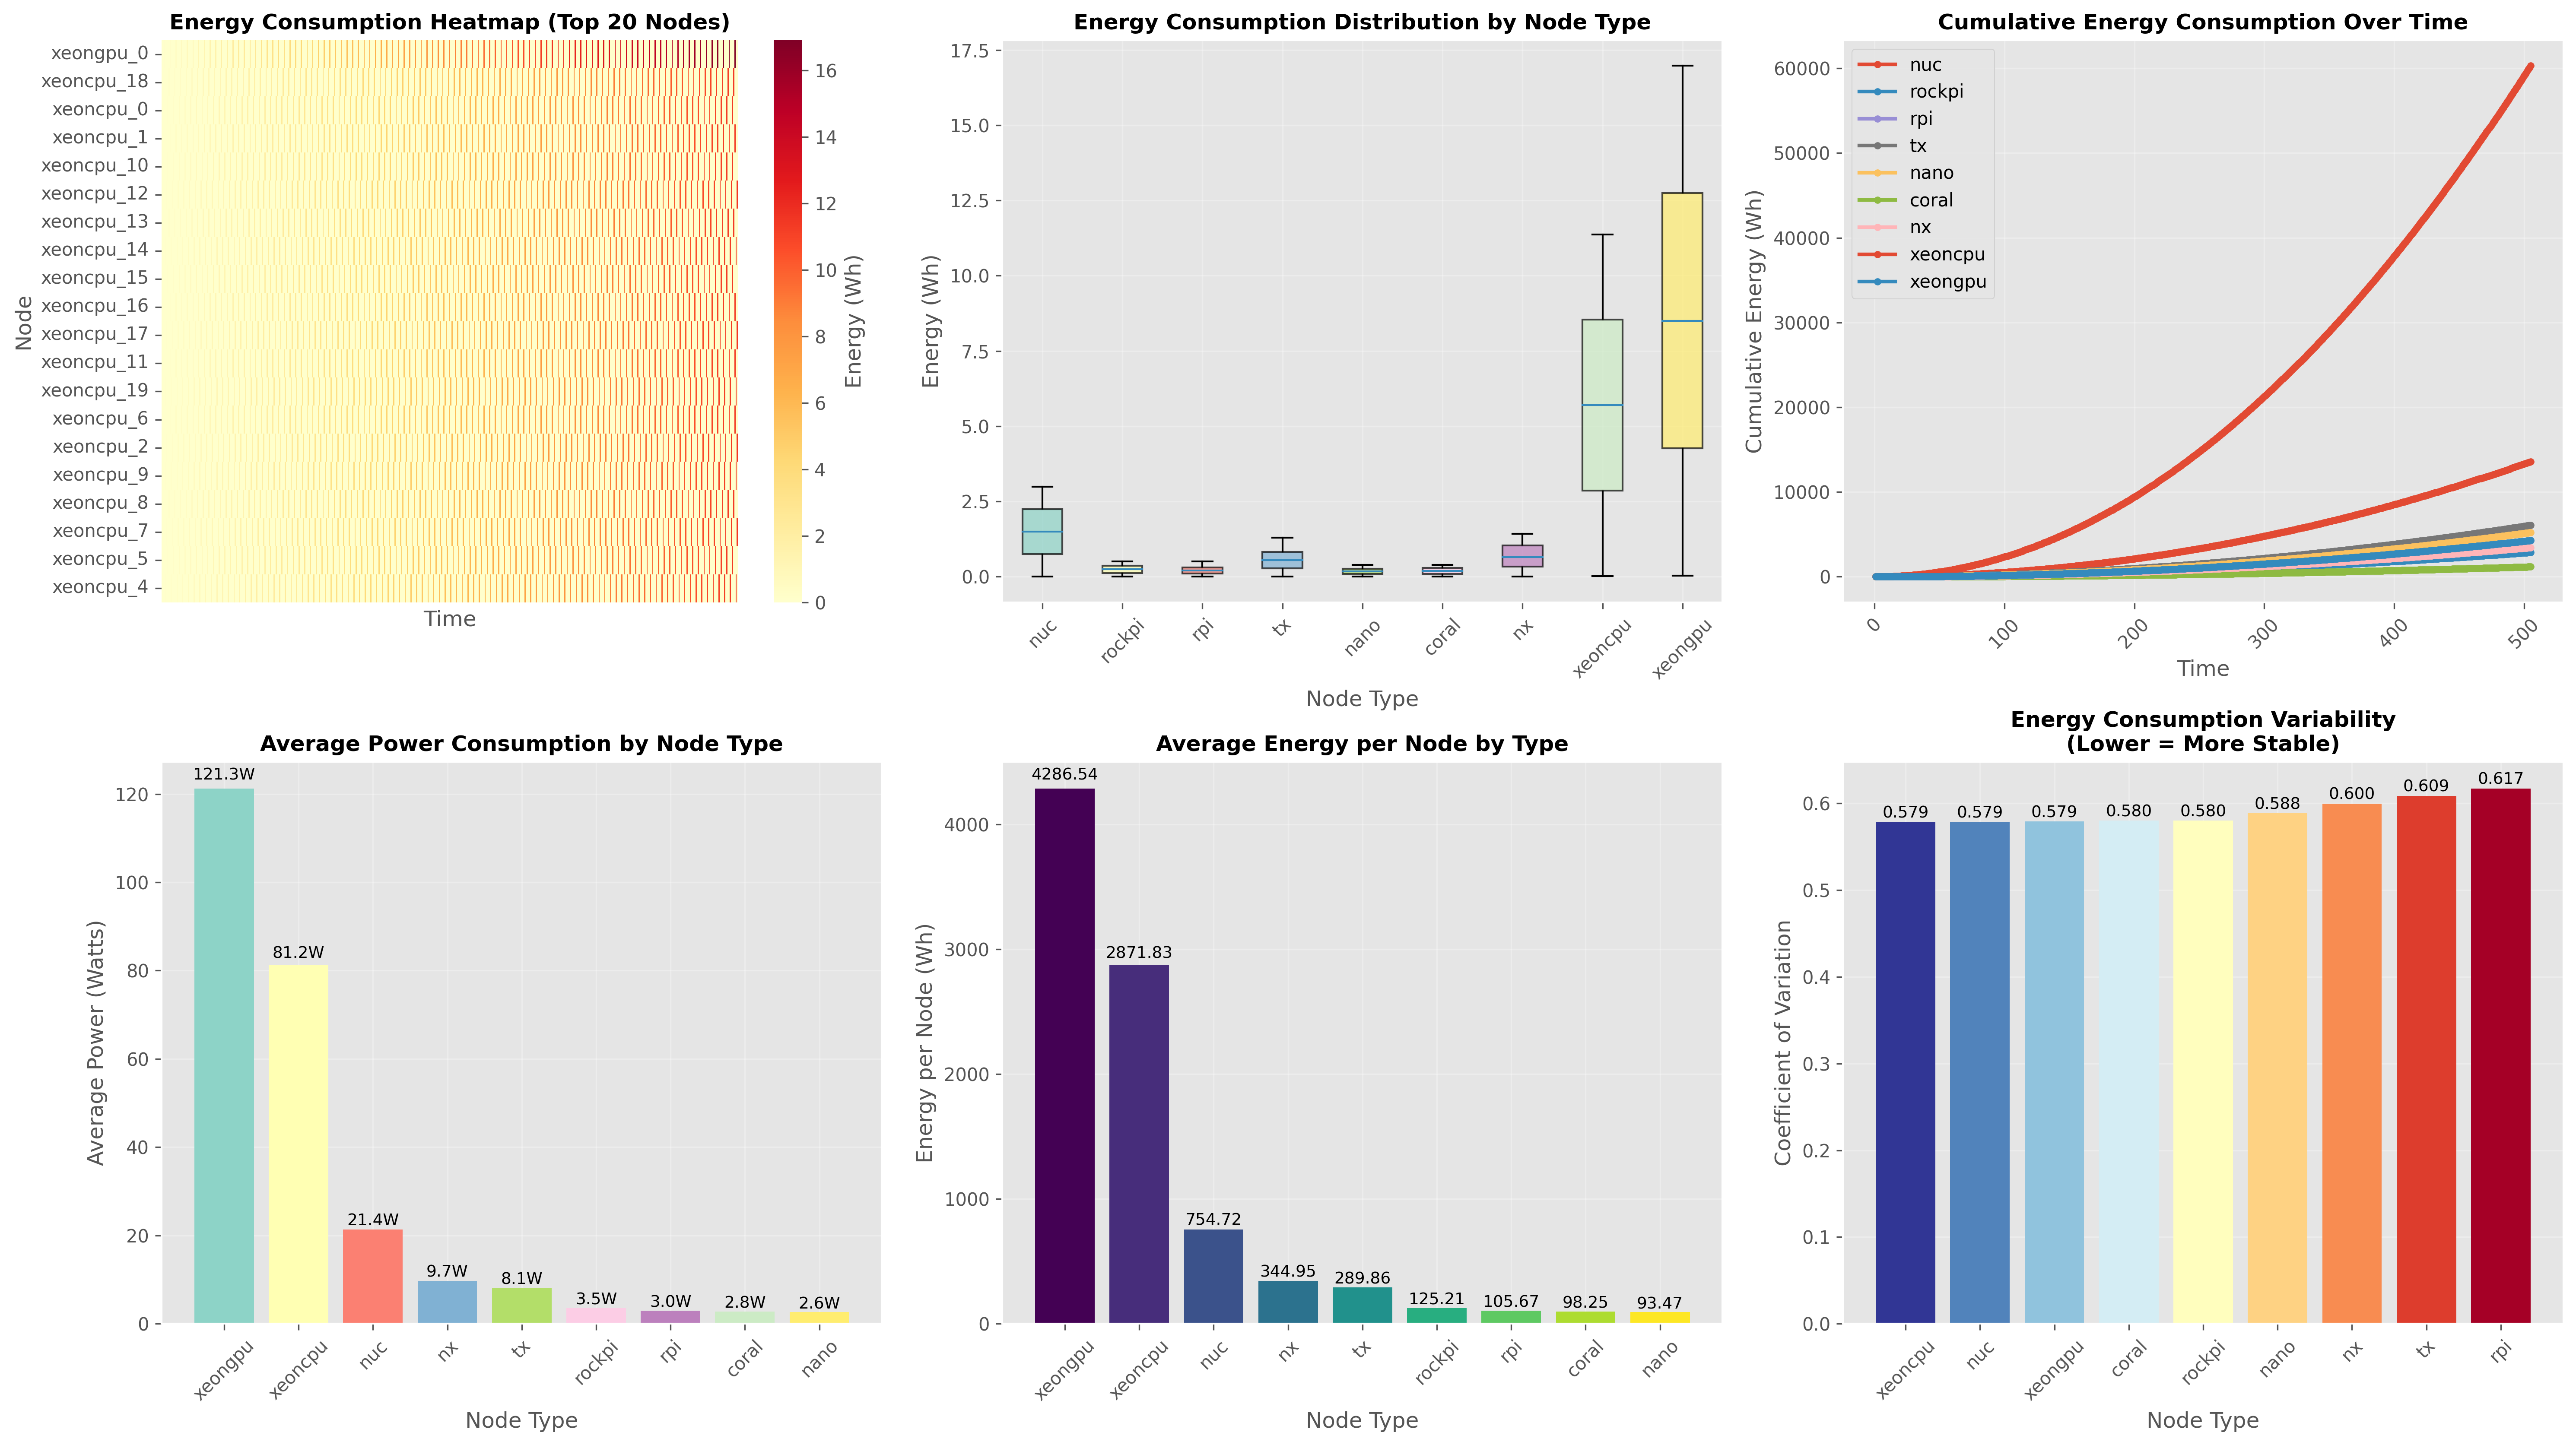 Energy Consumption Heatmap (Top 20 Nodes)
Node
xeongpu_0
xeoncpu_18
xeoncpu_0
xeoncpu_1
xeoncpu_10
xeoncpu_12
xeoncpu_13
xeoncpu_14
xeoncpu_15
xeoncpu_16
xeoncpu_17
xeoncpu_11
xeoncpu_19
xeoncpu_6
xeoncpu_2
xeoncpu_9
xeoncpu_8
xeoncpu_7
xeoncpu_5
xeoncpu_4
Time
16
14
12
10
8
6
4
2
0
Energy (Wh)
Energy Consumption Distribution by Node Type
Energy (Wh)
17.5
15.0
12.5
10.0
7.5
5.0
2.5
0.0
nuc
rockpi
rpi
tx
nano
coral
nx
xeoncpu
xeongpu
Node Type
Cumulative Energy Consumption Over Time
Cumulative Energy (Wh)
60000
50000
40000
30000
20000
10000
0
nuc
rockpi
rpi
tx
nano
coral
nx
xeoncpu
xeongpu
0
100
200
300
400
500
Time
Average Power Consumption by Node Type
Average Power (Watts)
120
100
80
60
40
20
0
121.3W
81.2W
21.4W
9.7W
8.1W
3.5W
3.0W
2.8W
2.6W
xeongpu
xeoncpu
nuc
nx
tx
rockpi
rpi
coral
nano
Node Type
Average Energy per Node by Type
Energy per Node (Wh)
4000
3000
2000
1000
0
4286.54
2871.83
754.72
344.95
289.86
125.21
105.67
98.25
93.47
xeongpu
xeoncpu
nuc
nx
tx
rockpi
rpi
coral
nano
Node Type
Energy Consumption Variability
(Lower = More Stable)
Coefficient of Variation
0.6
0.5
0.4
0.3
0.2
0.1
0.0
0.579
0.579
0.579
0.580
0.580
0.588
0.600
0.609
0.617
xeoncpu
nuc
xeongpu
coral
rockpi
nano
nx
tx
rpi
Node Type